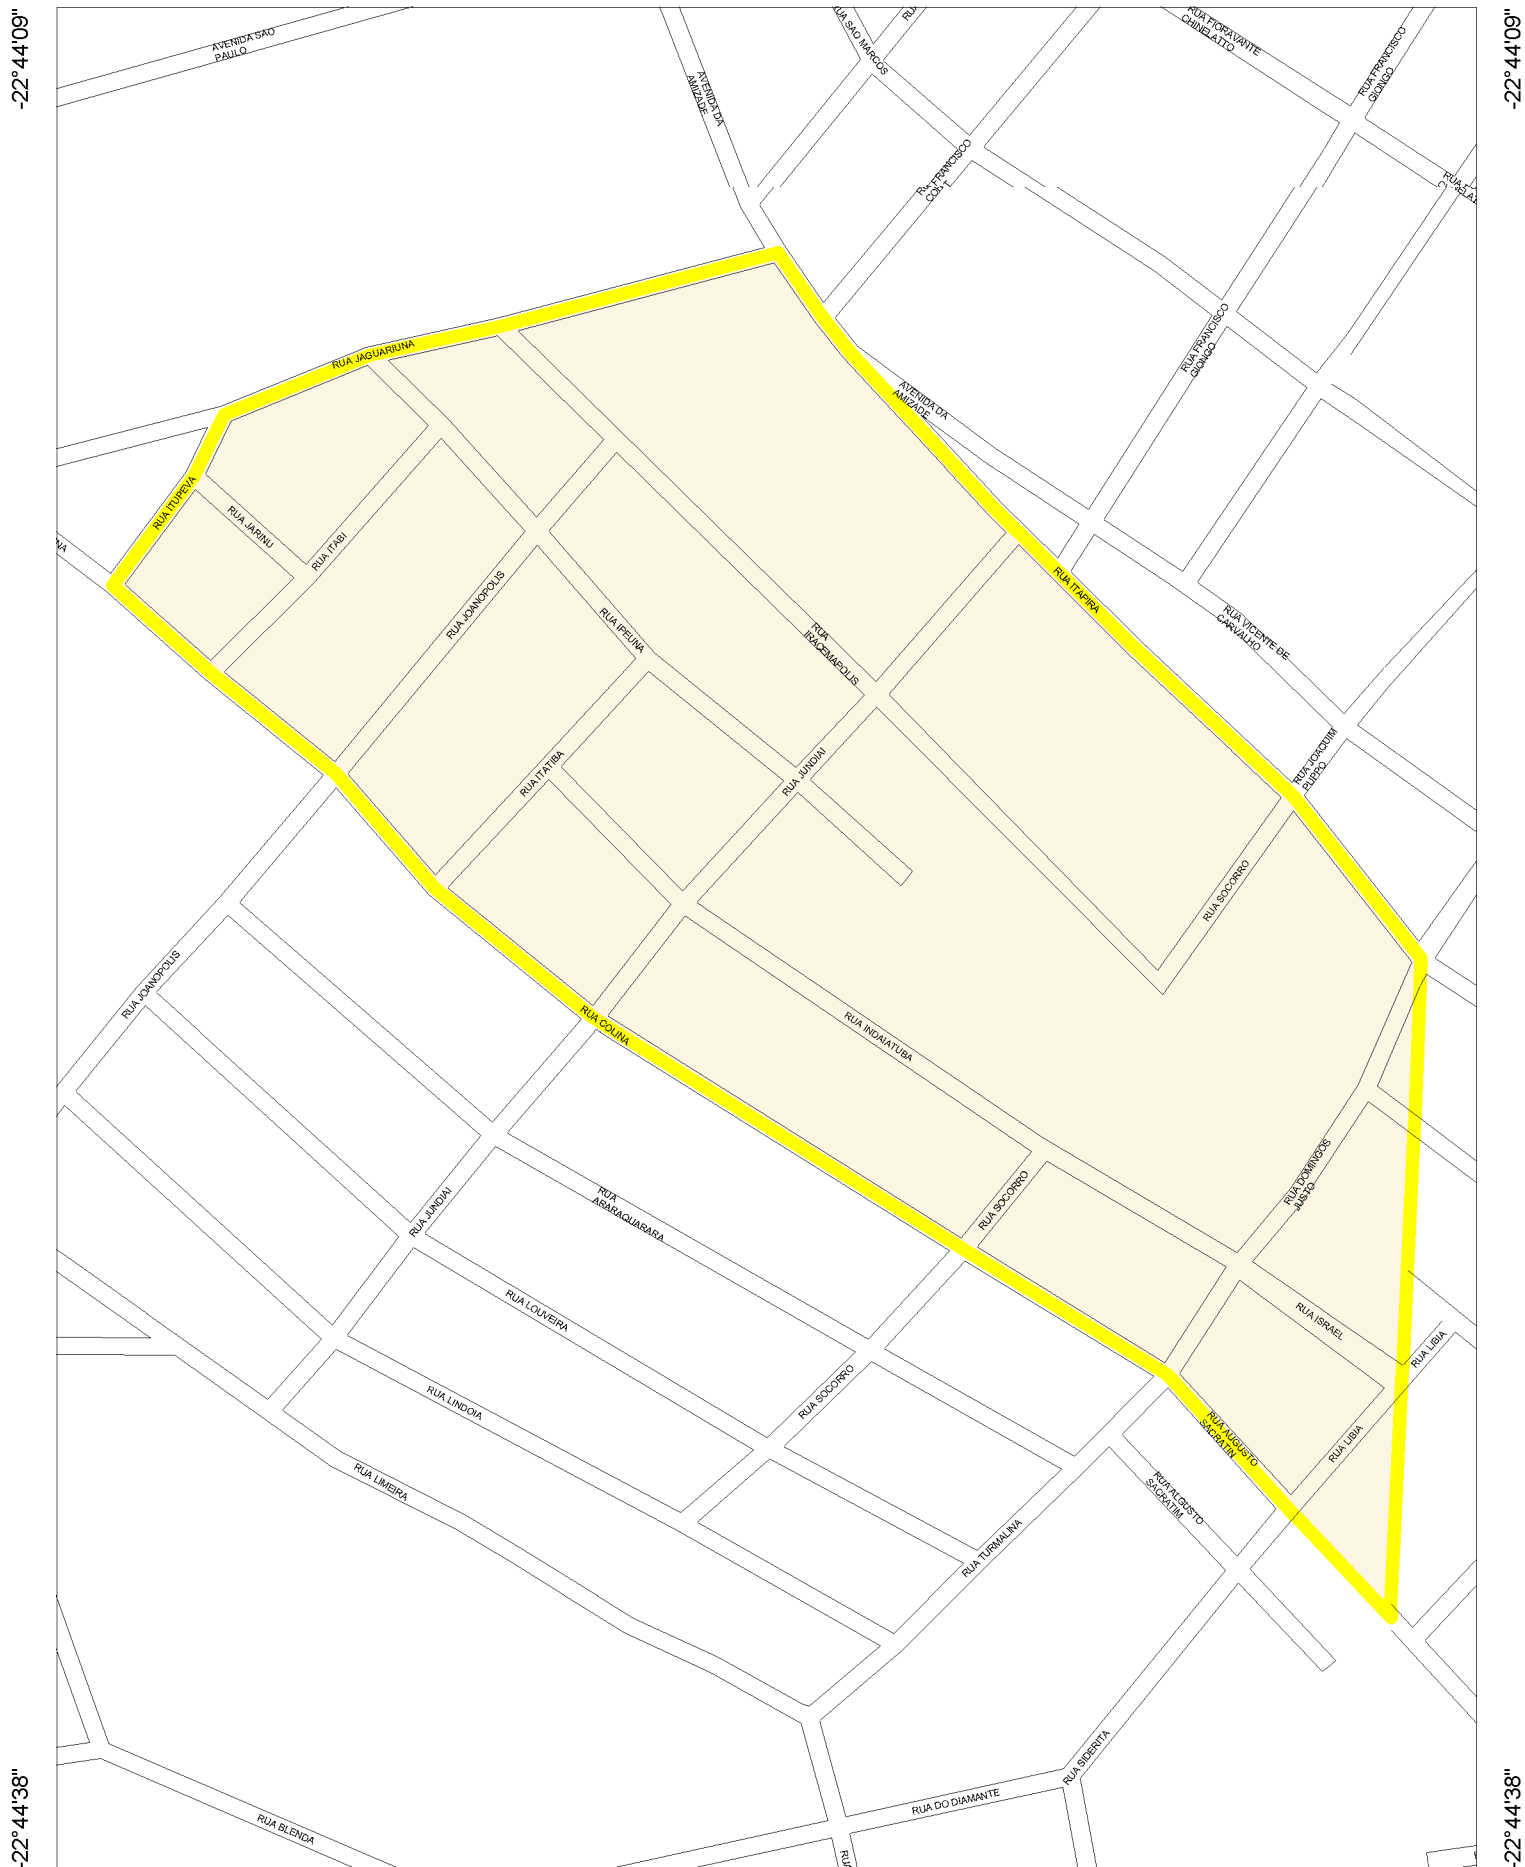 -22°44'09"
-22°44'09"
AVENIDA SAO
PAULO
AVENIDA DA
AMIZADE
RUA SAO MARCOS
RUA FIORAVANTE
CHINELATTO
RUA FRANCISCO
GIONGO
RUA FRANCISCO
RUA JAGUARIUNA
RUA FRANCISCO
GIONGO
AVENIDA DA
AMIZADE
RUA ITUPEVA
RUA JARINU
RUA ITABI
NA
RUA JOANOPOLIS
RUA IPEUNA
RUA
IRACEMAPOLIS
RUA ITAPIRA
RUA VICENTE DE
CARVALHO
RUA ITATIBA
RUA JUNDIAI
RUA JOAQUIM
PUPPO
RUA SOCORRO
RUA JOANOPOLIS
RUA COLINA
RUA INDAIATUBA
RUA DOMINGOS
JUSTO
RUA SOCORRO
RUA JUNDIAI
RUA
ARARAQUARARA
RUA LOUVEIRA
RUA ISRAEL
RUA LIBIA
RUA SOCORRO
RUA LINDOIA
RUA AUGUSTO
SACRATIN
RUA LIBIA
RUA LIMEIRA
RUA ALGUSTO
SACRATIM
RUA TURMALINA
RUA SIDERITA
RUA DO DIAMANTE
RUA BLENDA
RUA
-22°44'38"
-22°44'38"